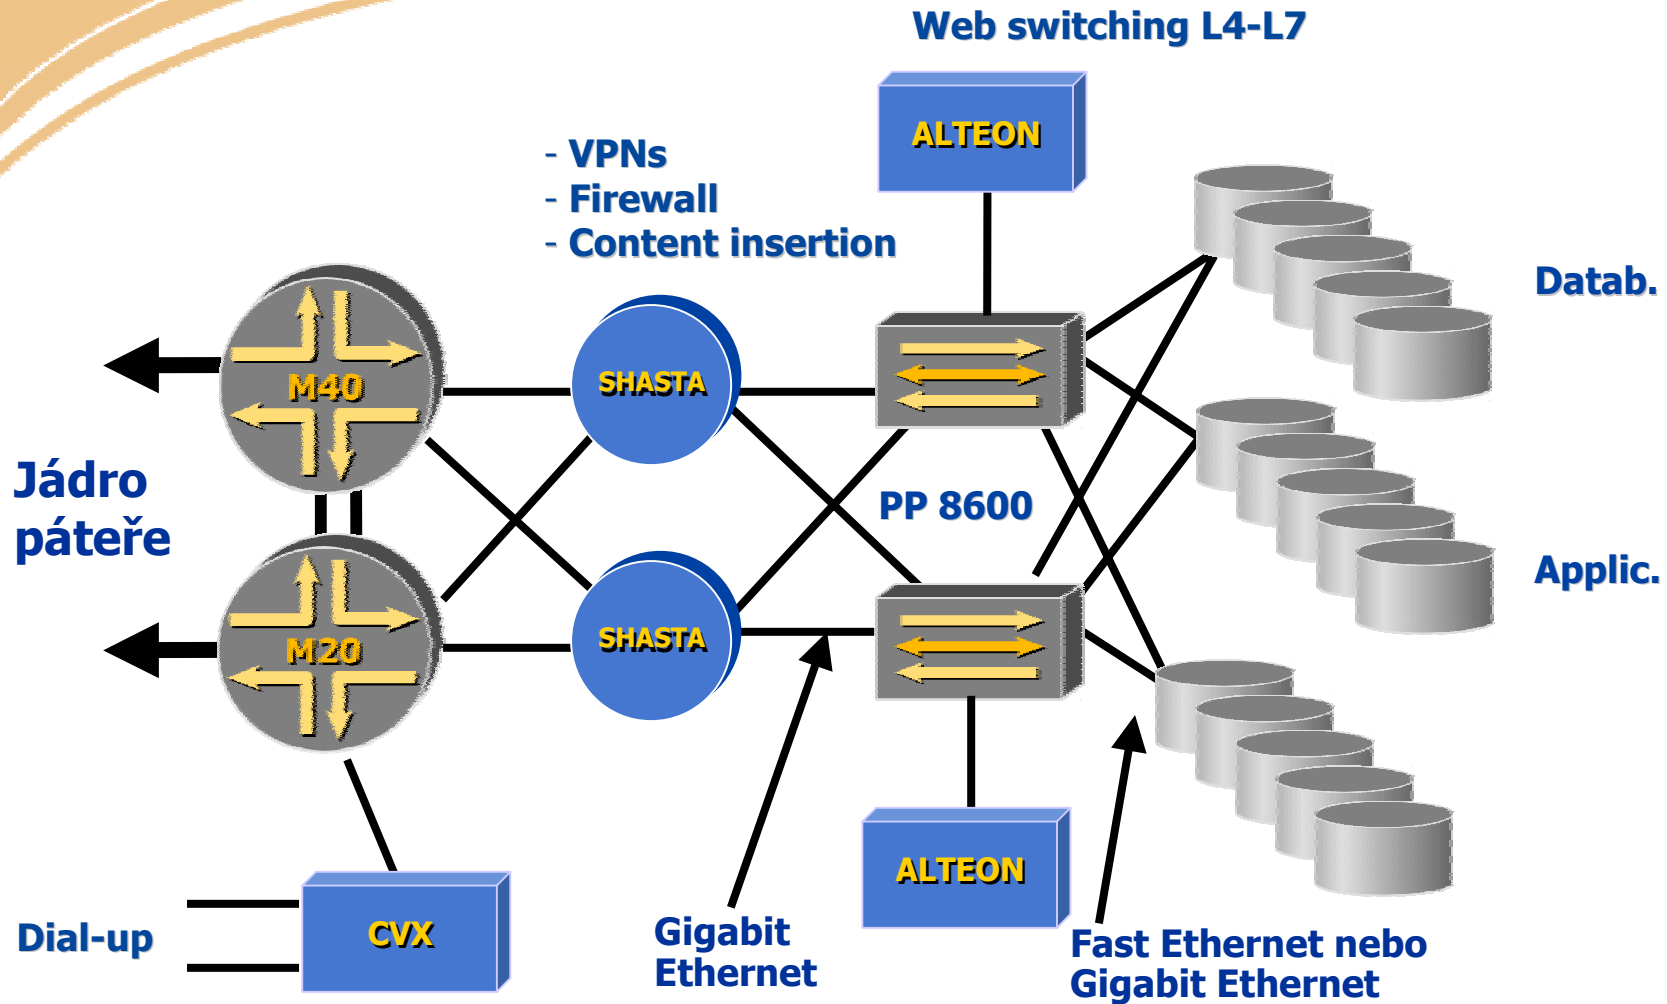 Web switching L4-L7
ALTEON
- VPNs
- Firewall
- Content insertion
Datab.
M40
SHASTA
Jádro
páteře
PP 8600
Applic.
M20
SHASTA
ALTEON
Dial-up
CVX
Gigabit
Ethernet
Fast Ethernet nebo
Gigabit Ethernet